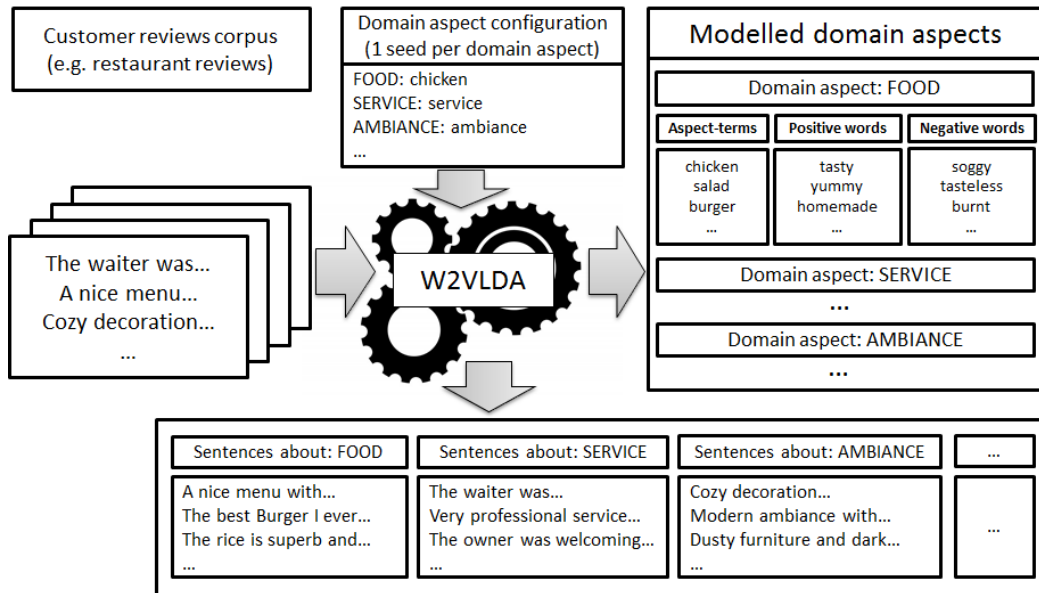 Customer reviews corpus
(e.g. restaurant reviews)
Domain aspect configuration
(1 seed per domain aspect)
FOOD: chicken
SERVICE: service
AMBIANCE: ambiance
...
The waiter was...
A nice menu...
Cozy decoration...
...
W2VLDA
Modelled domain aspects
Domain aspect: FOOD
Aspect-terms
chicken
salad
burger
...
Positive words
tasty
yummy
homemade
...
Negative words
soggy
tasteless
burnt
...
Domain aspect: SERVICE
...
Domain aspect: AMBIANCE
...
Sentences about: FOOD
A nice menu with...
The best Burger I ever...
The rice is superb and...
...
Sentences about: SERVICE
The waiter was...
Very professional service...
The owner was welcoming...
...
Sentences about: AMBIANCE
Cozy decoration...
Modern ambiance with...
Dusty furniture and dark...
...
...
...